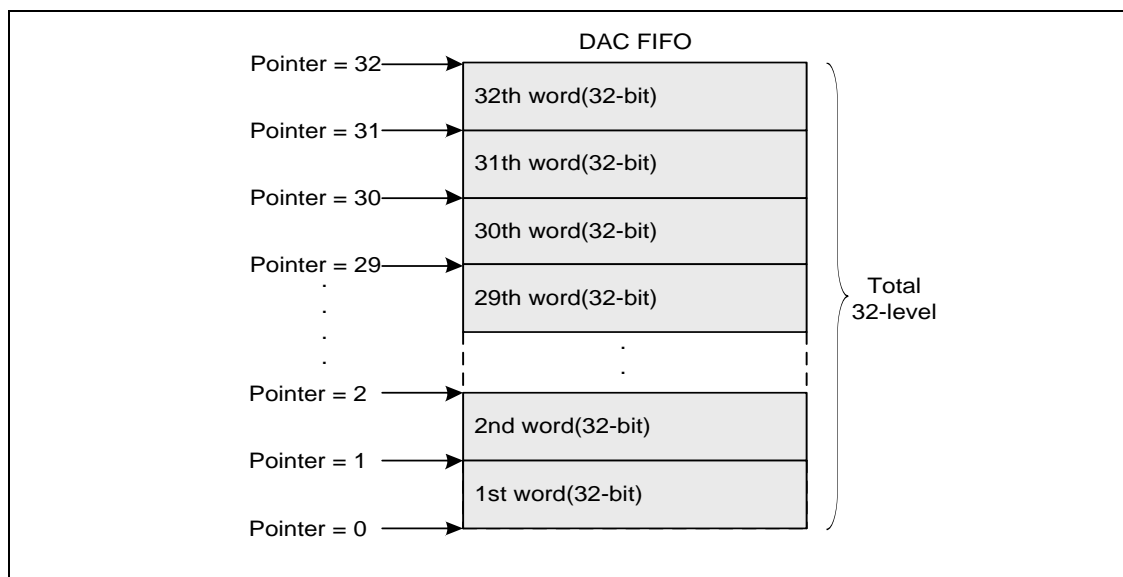 DAC FIFO
Pointer = 32
32th word(32-bit)
Pointer = 31
31th word(32-bit)
Pointer = 30
30th word(32-bit)
Pointer = 29
29th word(32-bit)
Total
32-level
Pointer = 2
2nd word(32-bit)
Pointer = 1
1st word(32-bit)
Pointer = 0